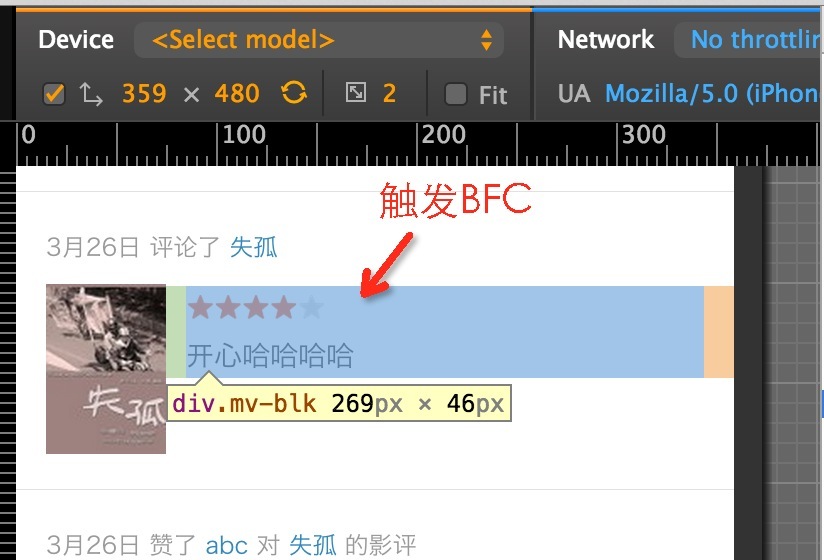 Device <Select model> Network No throttlin
359 × 480 2 Fit UA Mozilla/5.0 (iPhone
0 100 200 300
触发BFC
3月26日 评论了 失孤
开心哈哈哈哈
失孤
div.mv-blk 269px × 46px
3月26日 赞了 abc 对 失孤 的影评